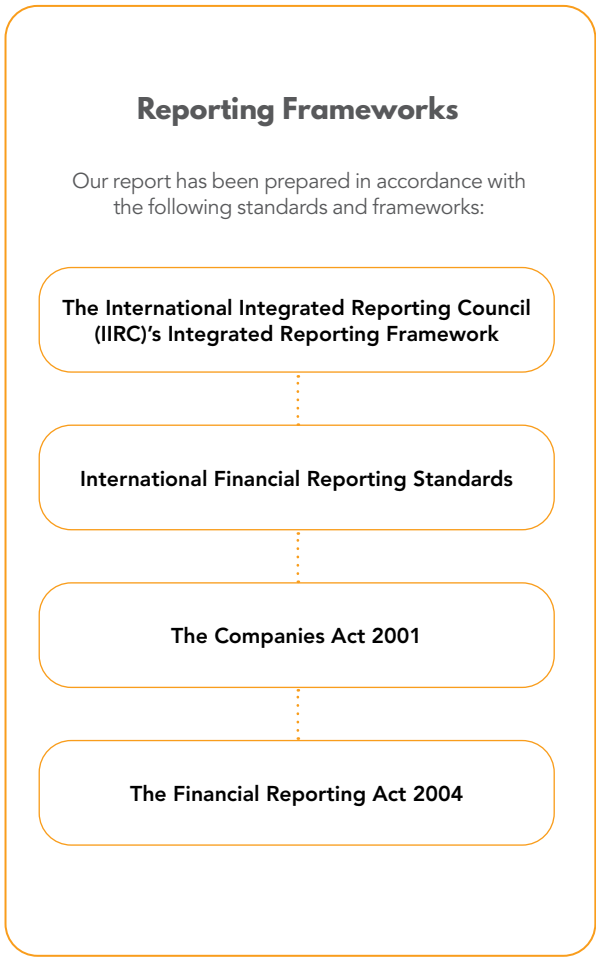 Reporting Frameworks
Our report has been prepared in accordance with
the following standards and frameworks:
The International Integrated Reporting Council
(IIRC)’s Integrated Reporting Framework
International Financial Reporting Standards
The Companies Act 2001
The Financial Reporting Act 2004